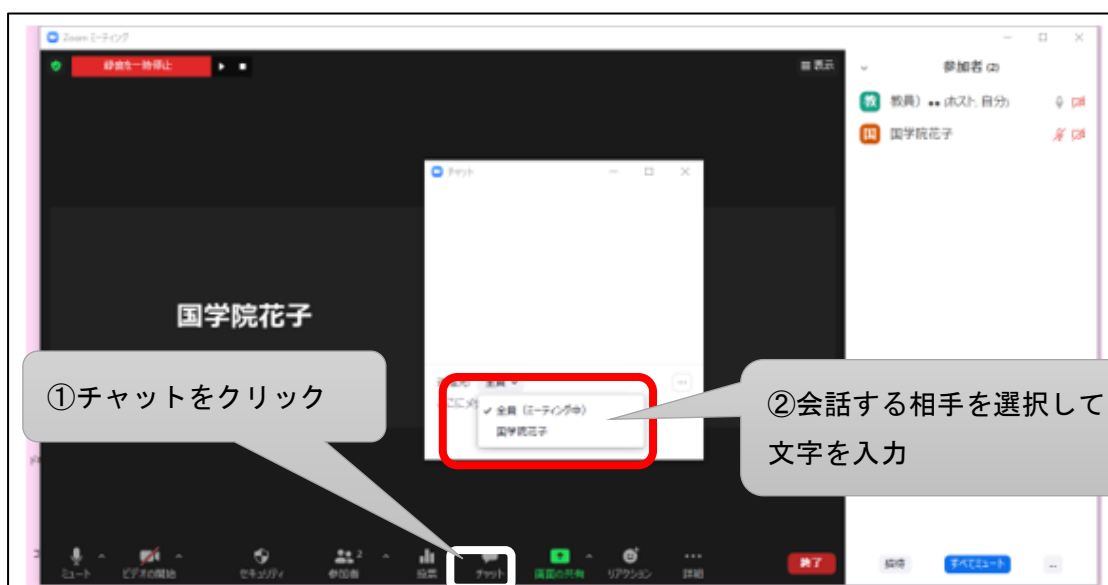 Zoom ミーティング
録音を一時停止
表示
参加者 (2)
教 教員）●● (ホスト, 自分)
国 国学院花子
チャット
国学院花子
全員
①チャットをクリック
✓ 全員（ミーティング中）
国学院花子
②会話する相手を選択して
文字を入力
ミュート
ビデオの開始
セキュリティ
参加者 2
投票
チャット
画面の共有
リアクション
詳細
終了
招待
すべてミュート
...